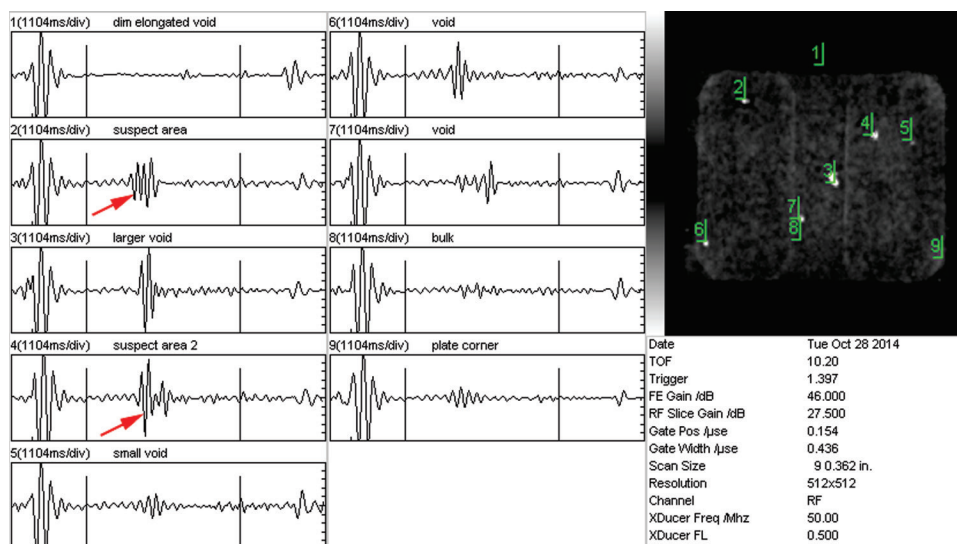 1(1104ms/div) dim elongated void
2(1104ms/div) suspect area
3(1104ms/div) larger void
4(1104ms/div) suspect area 2
5(1104ms/div) small void
6(1104ms/div) void
7(1104ms/div) void
8(1104ms/div) bulk
9(1104ms/div) plate corner
1
2
4
5
3
7
6
8
9
Date Tue Oct 28 2014
TOF 10.20
Trigger 1.397
FE Gain /dB 46.000
RF Slice Gain /dB 27.500
Gate Pos /µse 0.154
Gate Width /µse 0.436
Scan Size 9 0.362 in.
Resolution 512x512
Channel RF
XDucer Freq /Mhz 50.00
XDucer FL 0.500